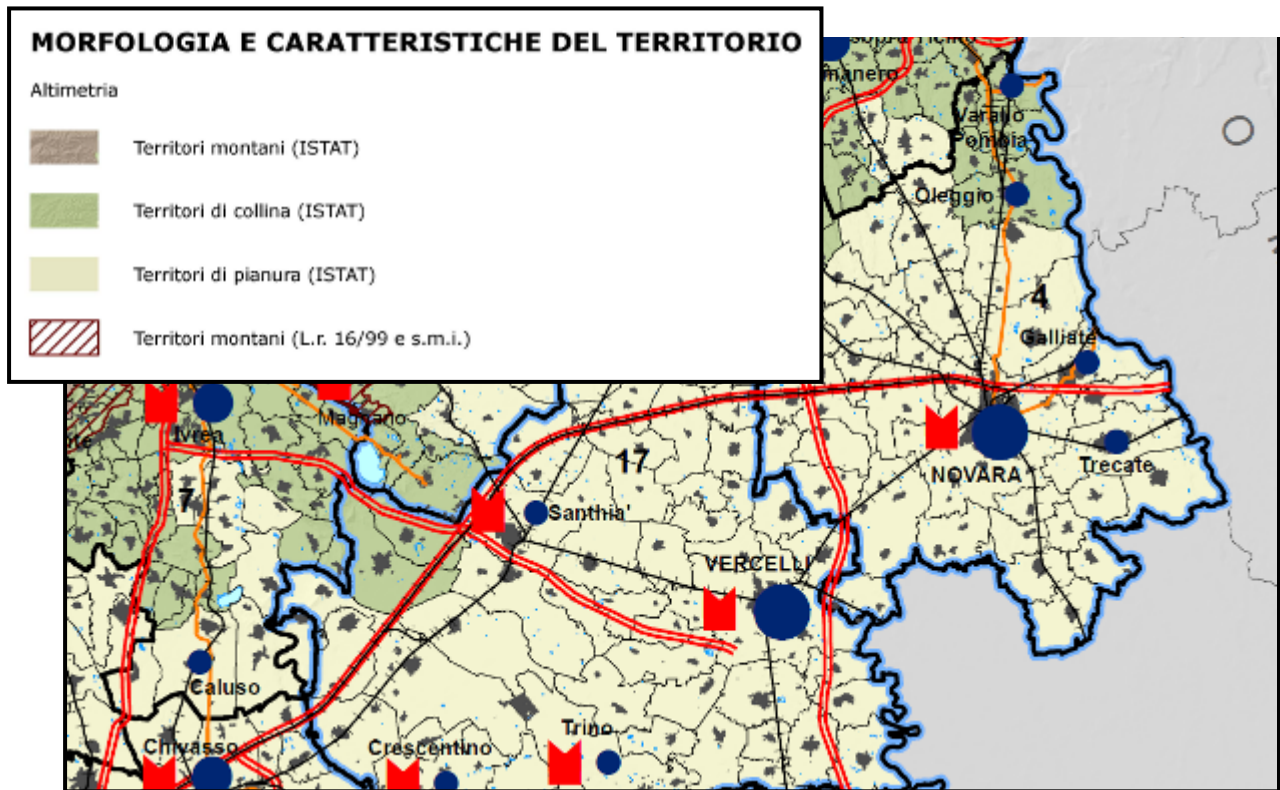 MORFOLOGIA E CARATTERISTICHE DEL TERRITORIO
Altimetria
Territori montani (ISTAT)
Territori di collina (ISTAT)
Territori di pianura (ISTAT)
Territori montani (L.r. 16/99 e s.m.i.)
manero
Varallo
Pombia
Oleggio
4
Galliate
Magnano
Ivrea
17
NOVARA
Trecate
7
Santhia'
VERCELLI
Caluso
Trino
Chivasso
Crescentino